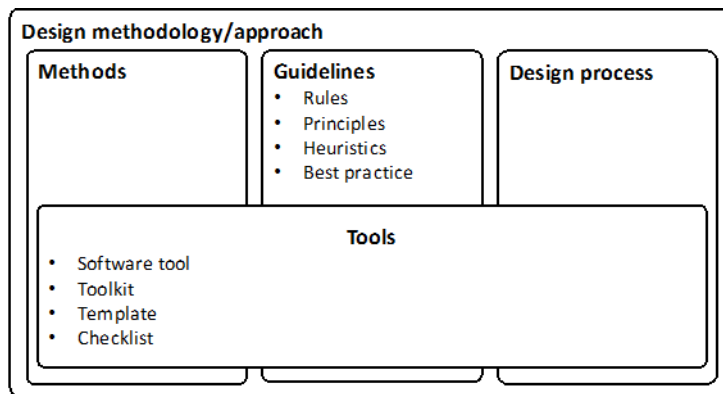 Design methodology/approach
Methods
Guidelines
• Rules
• Principles
• Heuristics
• Best practice
Design process
Tools
• Software tool
• Toolkit
• Template
• Checklist